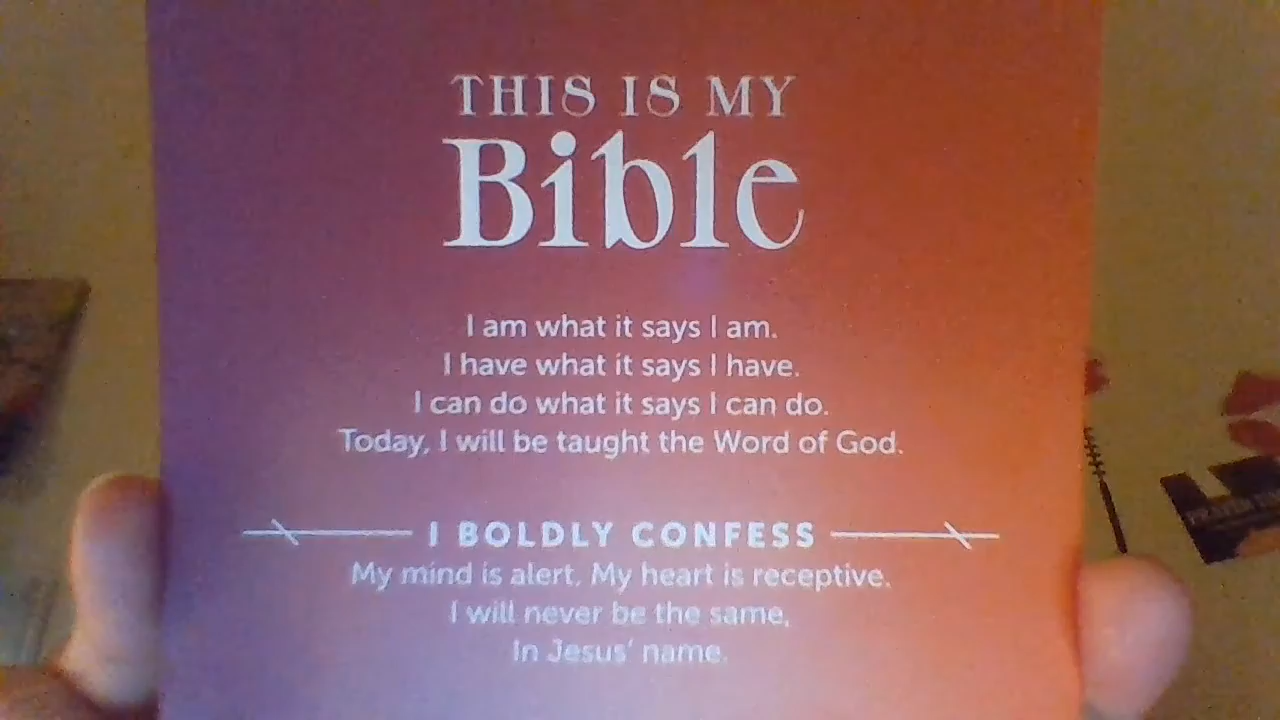 THIS IS MY
Bible
I am what it says I am.
I have what it says I have.
I can do what it says I can do.
Today, I will be taught the Word of God.
I BOLDLY CONFESS
My mind is alert, My heart is receptive.
I will never be the same,
In Jesus' name.